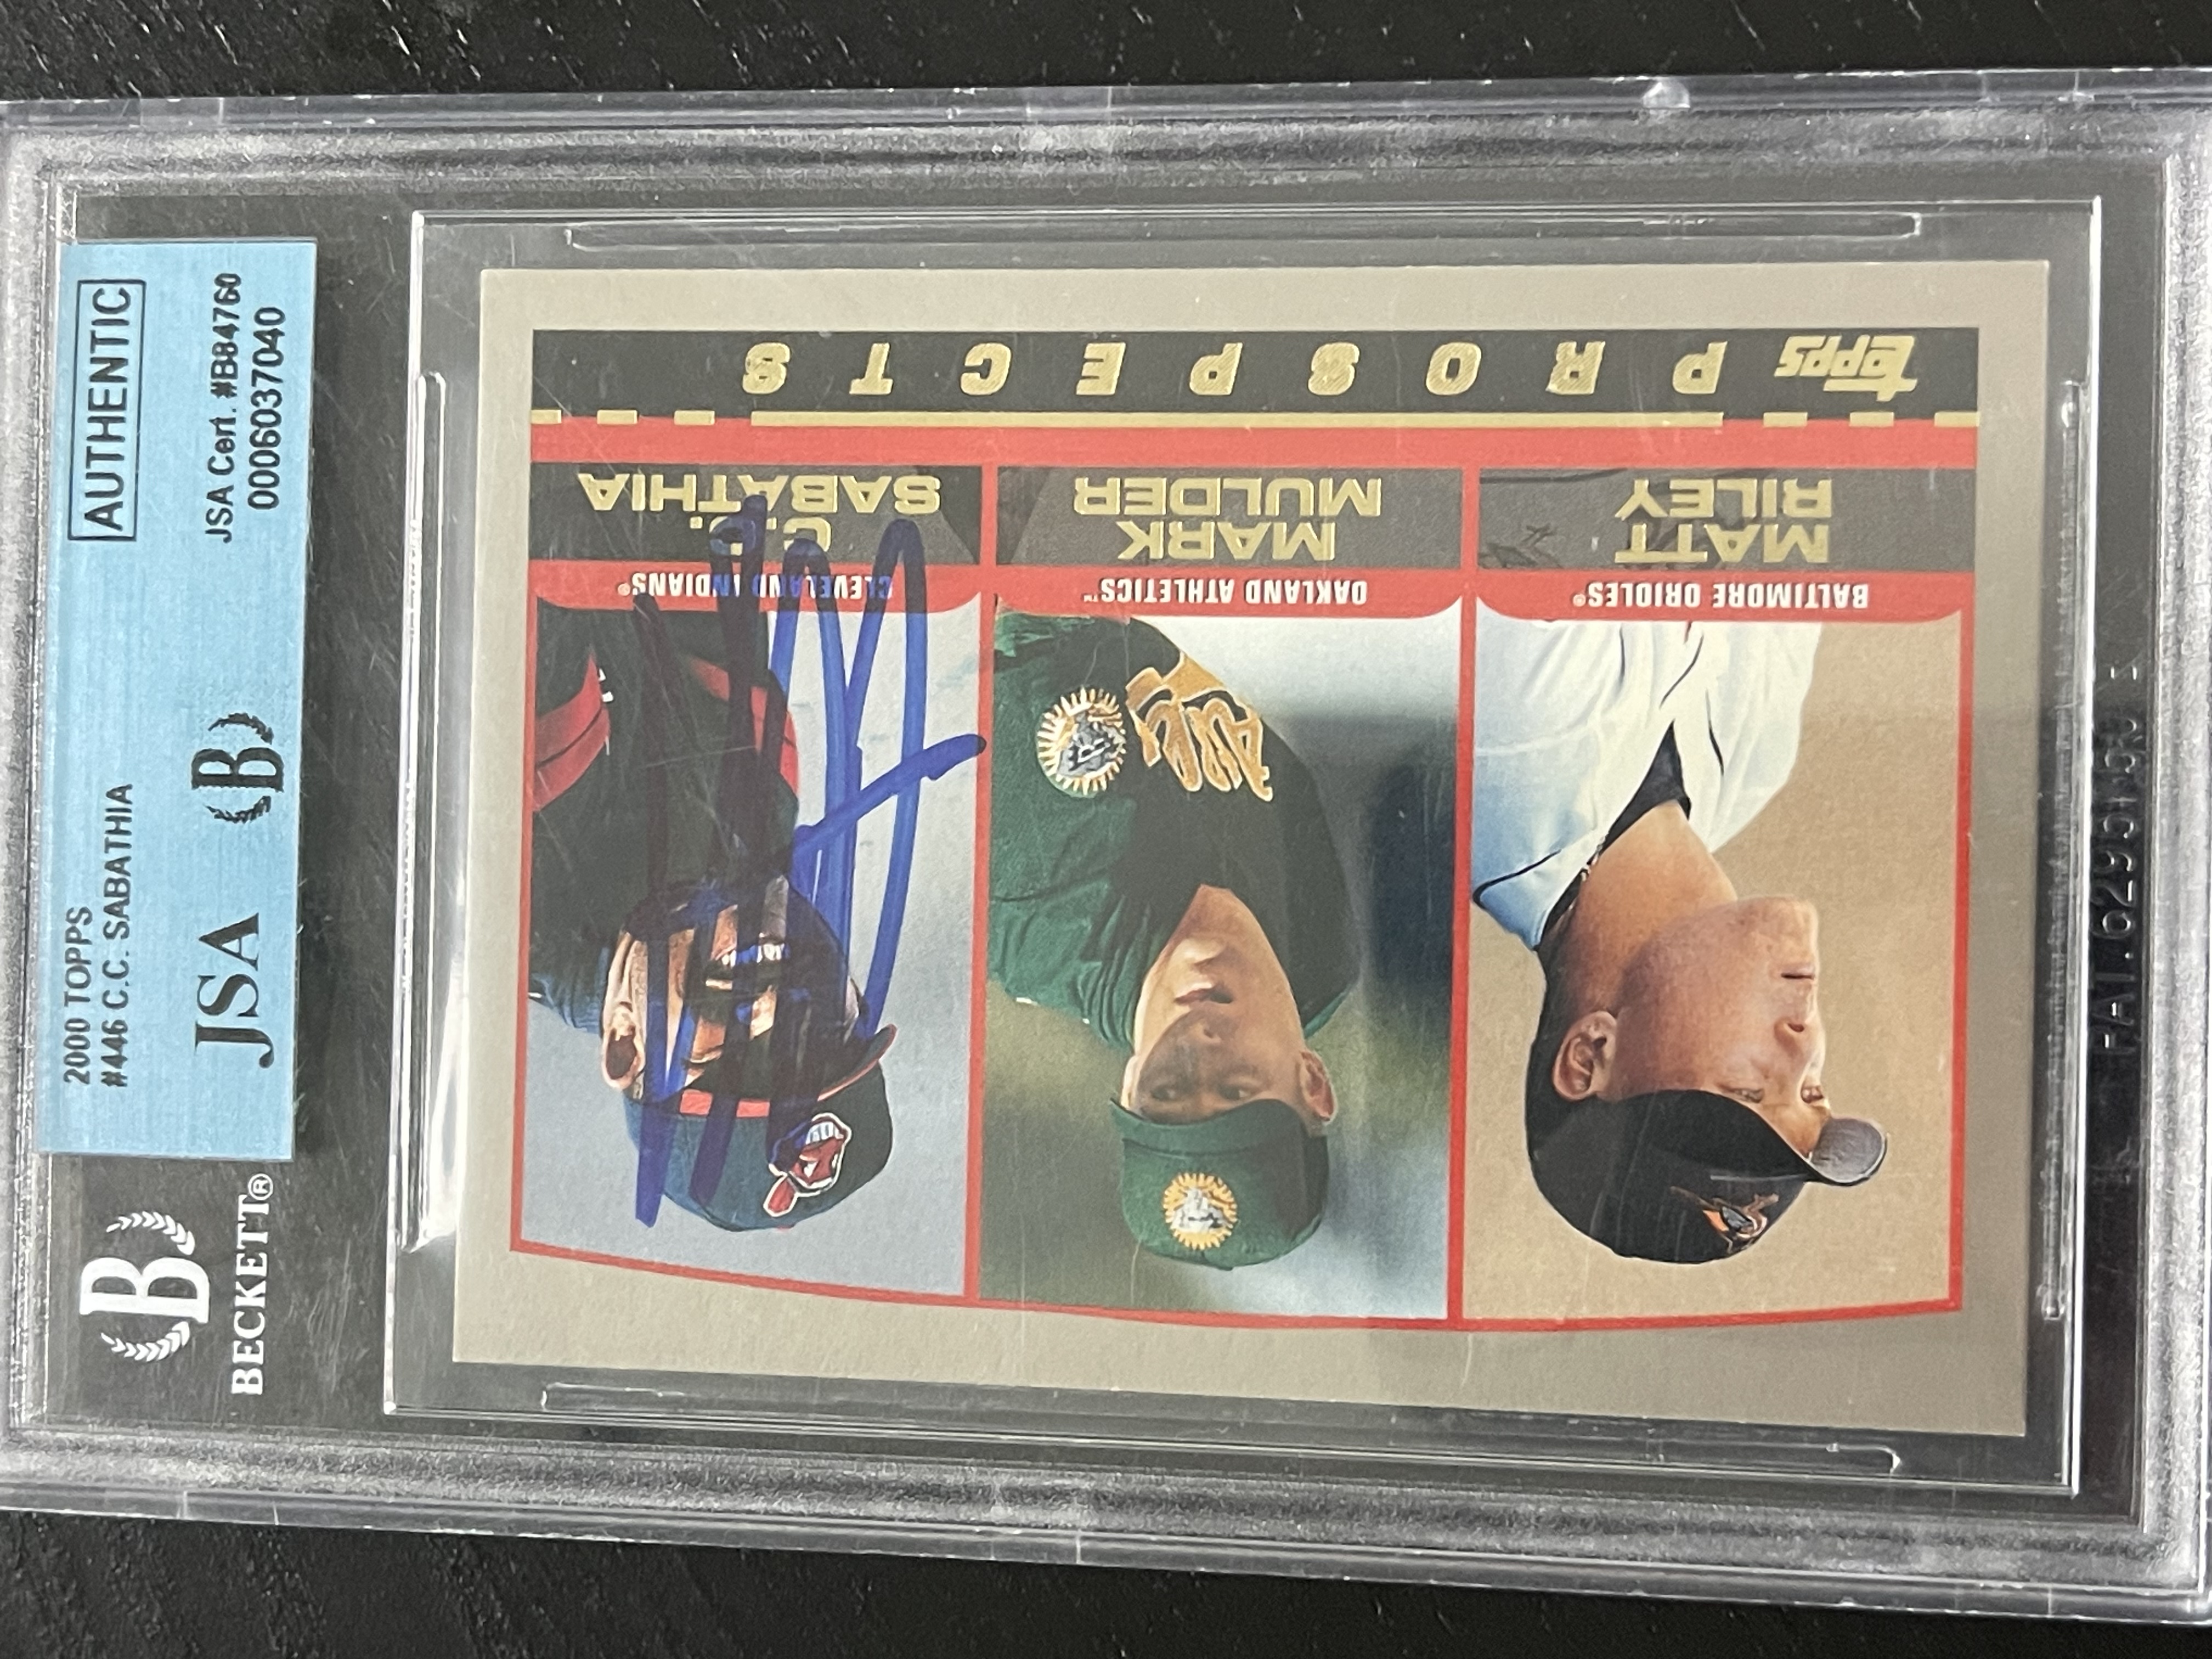 2000 TOPPS
#446 C.C. SABATHIA
AUTHENTIC
B
BECKETT®
JSA
B
JSA Cert. #B84760
0006037040
BALTIMORE ORIOLES®
MATT
RILEY
OAKLAND ATHLETICS™
MARK
MULDER
CLEVELAND INDIANS®
C.C.
SABATHIA
Topps PROSPECTS